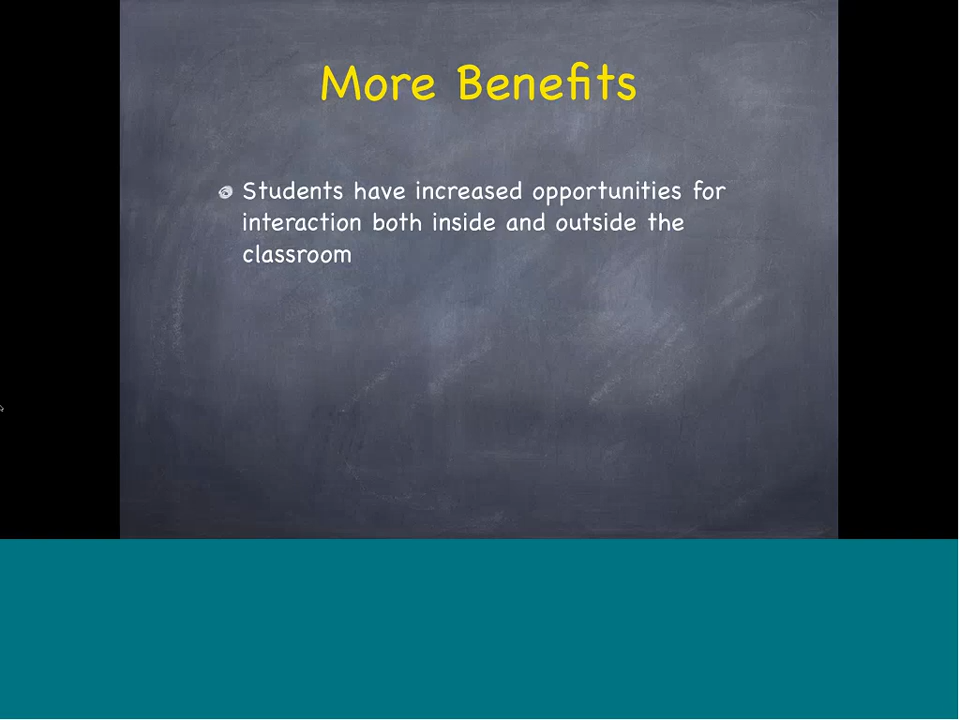 More Benefits
Students have increased opportunities for
interaction both inside and outside the
classroom